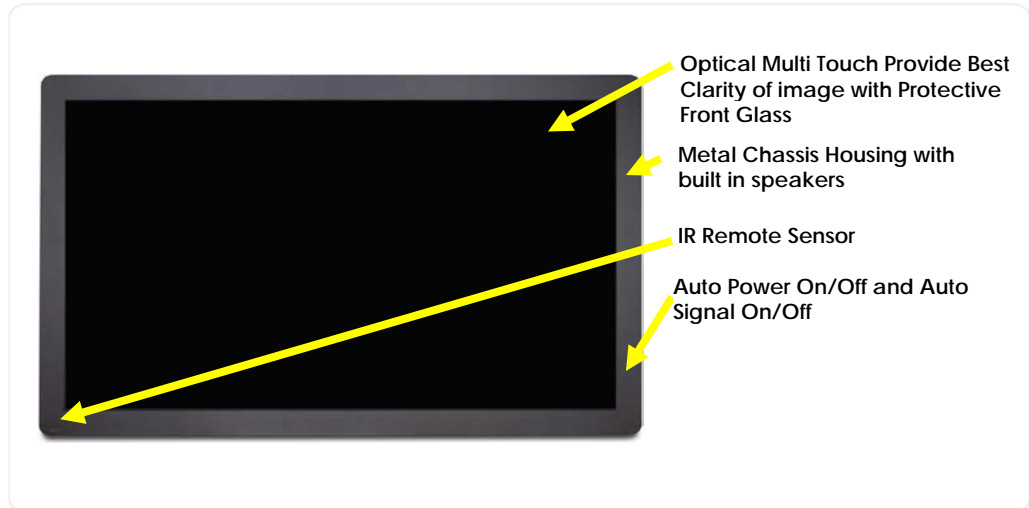 Optical Multi Touch Provide Best
Clarity of image with Protective
Front Glass
Metal Chassis Housing with
built in speakers
IR Remote Sensor
Auto Power On/Off and Auto
Signal On/Off